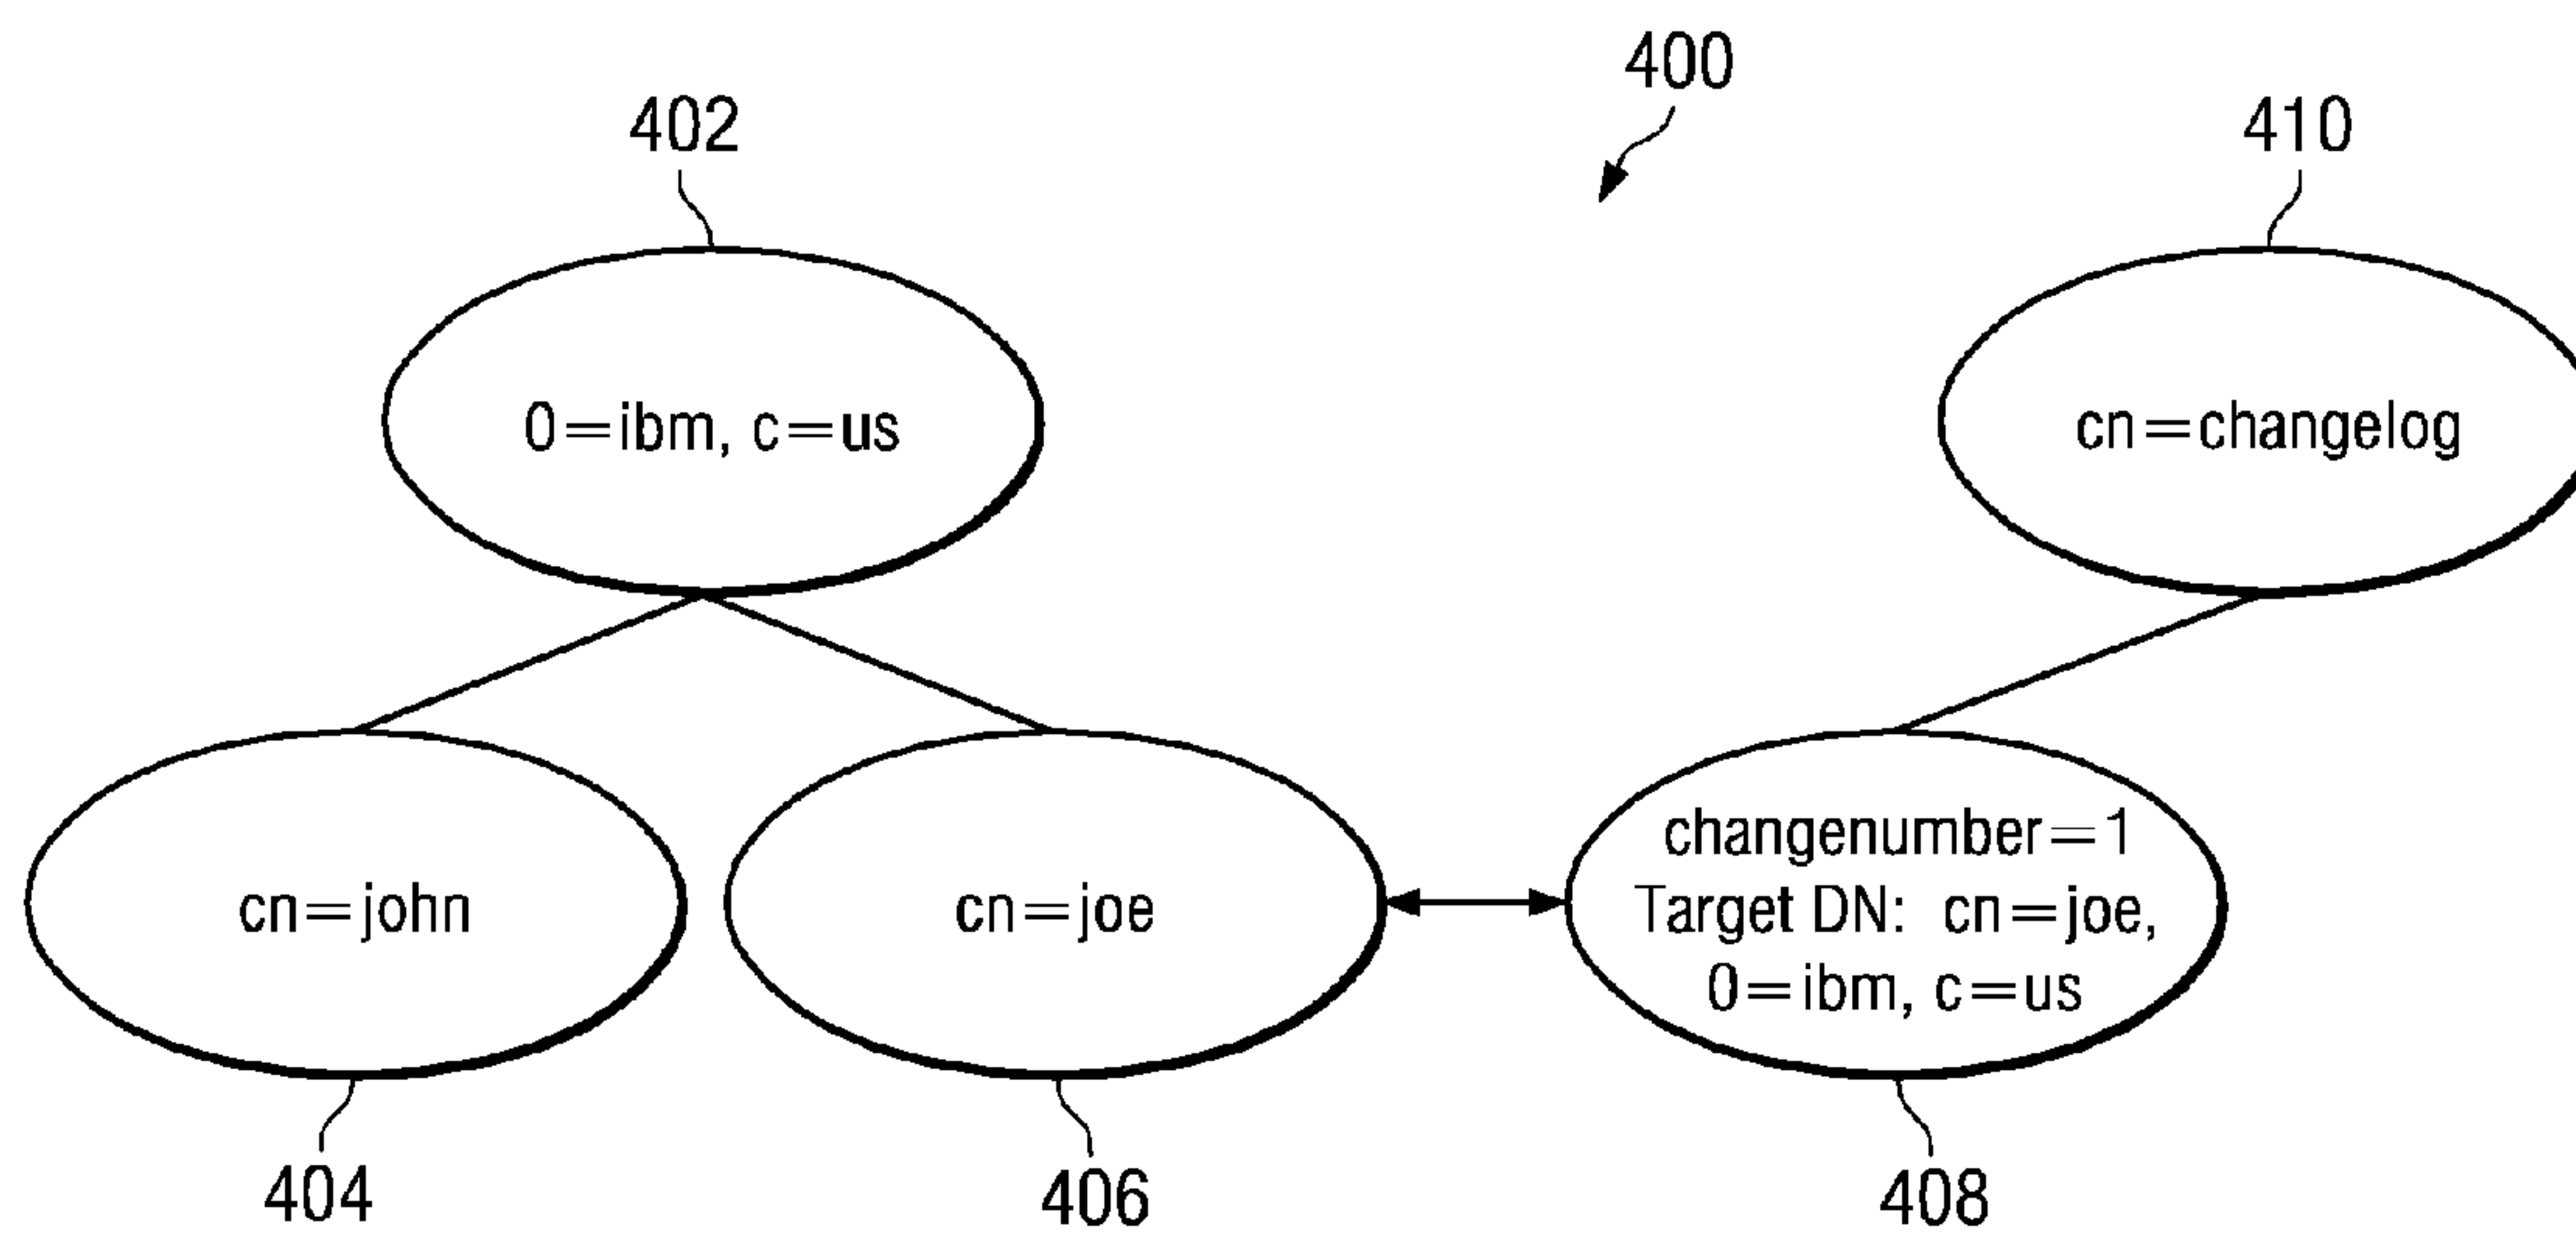 400
402
410
0=ibm, c=us
cn=changelog
cn=john
cn=joe
changenumber=1
Target DN: cn=joe,
0=ibm, c=us
404
406
408